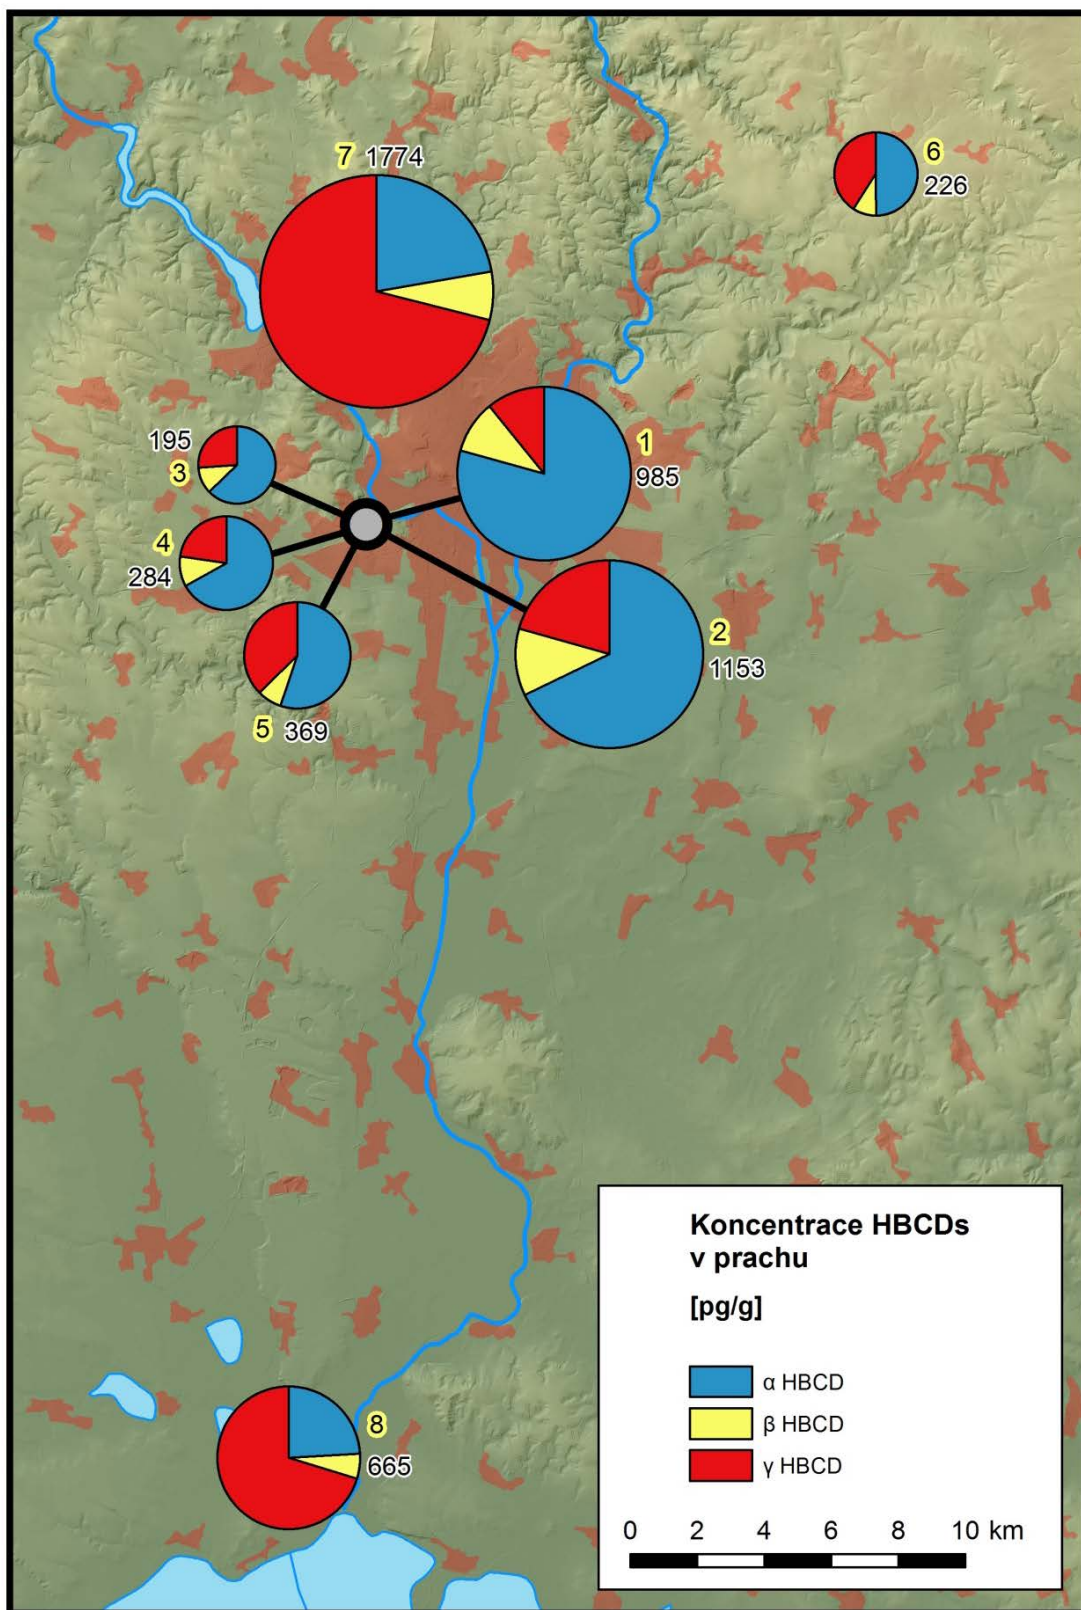 7 1774
6
226
195
3
1
985
4
284
2
1153
5 369
8
665
Koncentrace HBCDs
v prachu
[pg/g]
α HBCD
β HBCD
γ HBCD
0 2 4 6 8 10 km